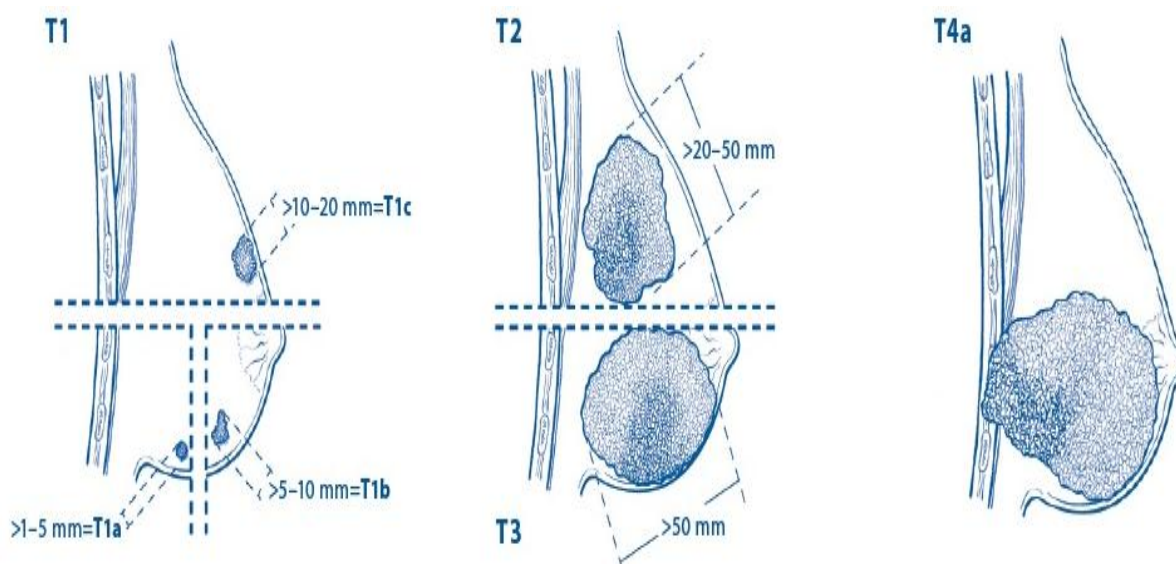 T1
>10–20 mm=T1c
>5–10 mm=T1b
>1–5 mm=T1a
T2
>20–50 mm
T3
>50 mm
T4a